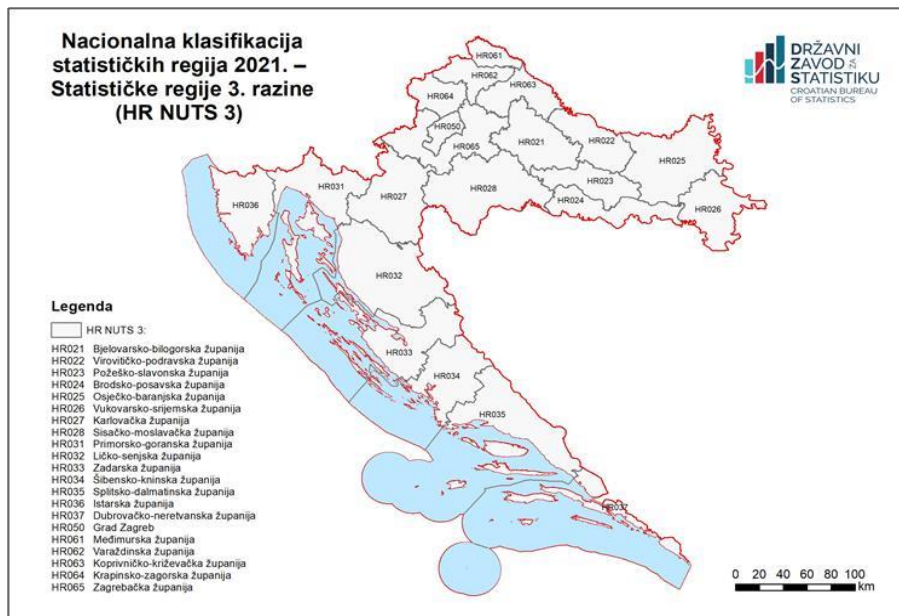 Nacionalna klasifikacija
statističkih regija 2021. –
Statističke regije 3. razine
(HR NUTS 3)
DRŽAVNI
ZAVOD ZA
STATISTIKU
CROATIAN BUREAU
OF STATISTICS
HR061
HR062
HR063
HR064
HR050
HR065
HR021
HR022
HR025
HR031
HR036
HR027
HR028
HR023
HR024
HR026
HR032
HR033
HR034
HR035
HR037
Legenda
HR NUTS 3:
HR021 Bjelovarsko-bilogorska županija
HR022 Virovitičko-podravska županija
HR023 Požeško-slavonska županija
HR024 Brodsko-posavska županija
HR025 Osječko-baranjska županija
HR026 Vukovarsko-srijemska županija
HR027 Karlovačka županija
HR028 Sisačko-moslavačka županija
HR031 Primorsko-goranska županija
HR032 Ličko-senjska županija
HR033 Zadarska županija
HR034 Šibensko-kninska županija
HR035 Splitsko-dalmatinska županija
HR036 Istarska županija
HR037 Dubrovačko-neretvanska županija
HR050 Grad Zagreb
HR061 Međimurska županija
HR062 Varaždinska županija
HR063 Koprivničko-križevačka županija
HR064 Krapinsko-zagorska županija
HR065 Zagrebačka županija
0 20 40 60 80 100
km